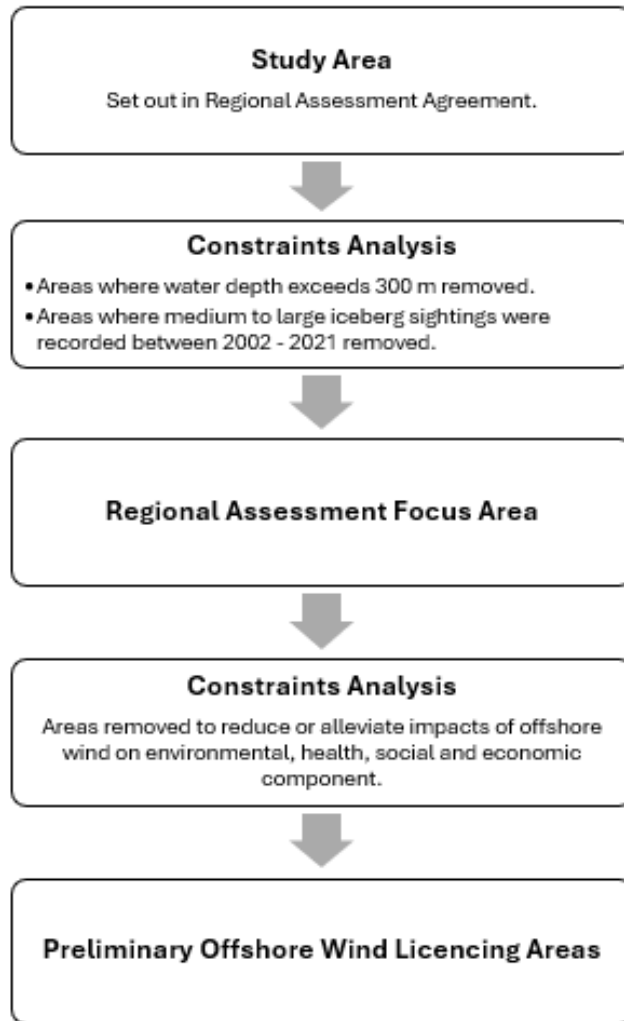 Study Area
Set out in Regional Assessment Agreement.
Constraints Analysis
•Areas where water depth exceeds 300 m removed.
•Areas where medium to large iceberg sightings were
recorded between 2002 - 2021 removed.
Regional Assessment Focus Area
Constraints Analysis
Areas removed to reduce or alleviate impacts of offshore
wind on environmental, health, social and economic
component.
Preliminary Offshore Wind Licencing Areas